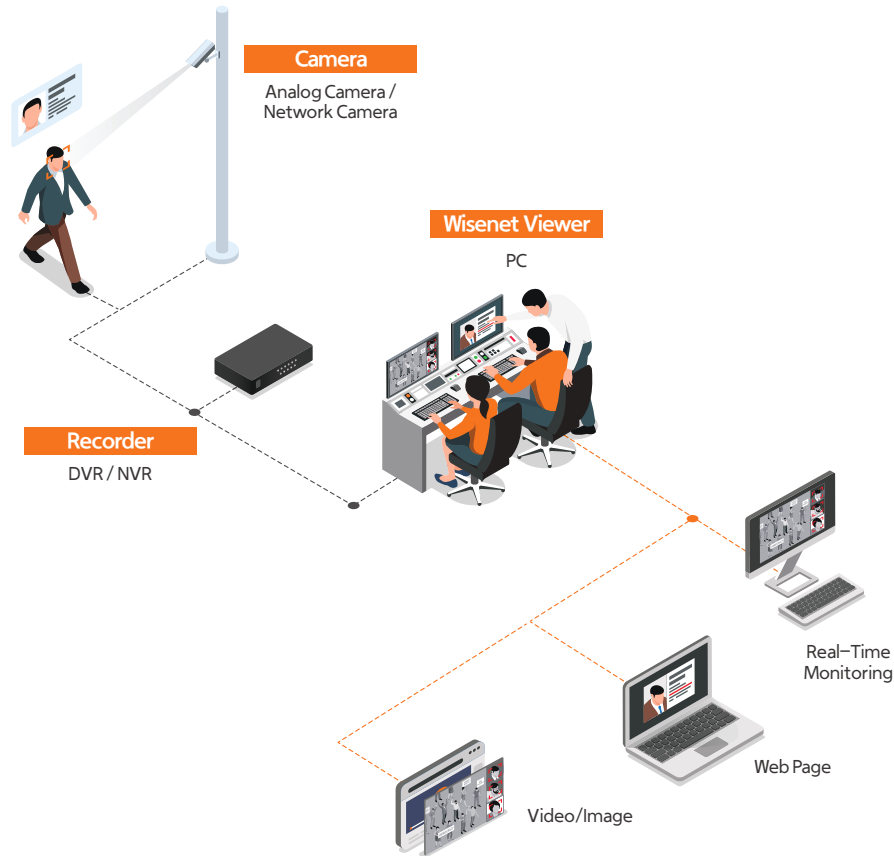 Camera
Analog Camera /
Network Camera
Wisenet Viewer
PC
Recorder
DVR / NVR
Real-Time
Monitoring
Web Page
Video/Image